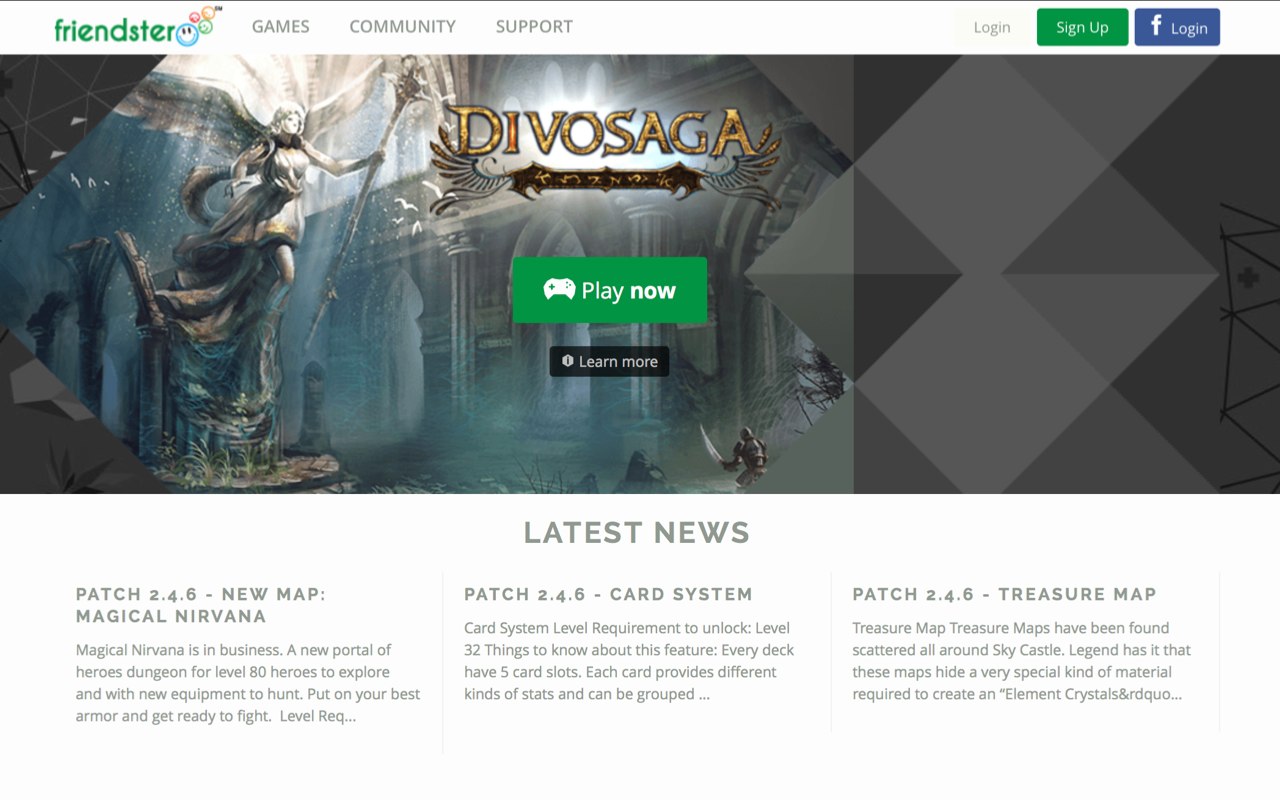 friendster SM
GAMES
COMMUNITY
SUPPORT
Login
Sign Up
f Login
DIVOSAGA
Play now
Learn more
LATEST NEWS
PATCH 2.4.6 - NEW MAP:
MAGICAL NIRVANA
Magical Nirvana is in business. A new portal of
heroes dungeon for level 80 heroes to explore
and with new equipment to hunt. Put on your best
armor and get ready to fight.  Level Req...
PATCH 2.4.6 - CARD SYSTEM
Card System Level Requirement to unlock: Level
32 Things to know about this feature: Every deck
have 5 card slots. Each card provides different
kinds of stats and can be grouped ...
PATCH 2.4.6 - TREASURE MAP
Treasure Map Treasure Maps have been found
scattered all around Sky Castle. Legend has it that
these maps hide a very special kind of material
required to create an “Element Crystals&rdquo...